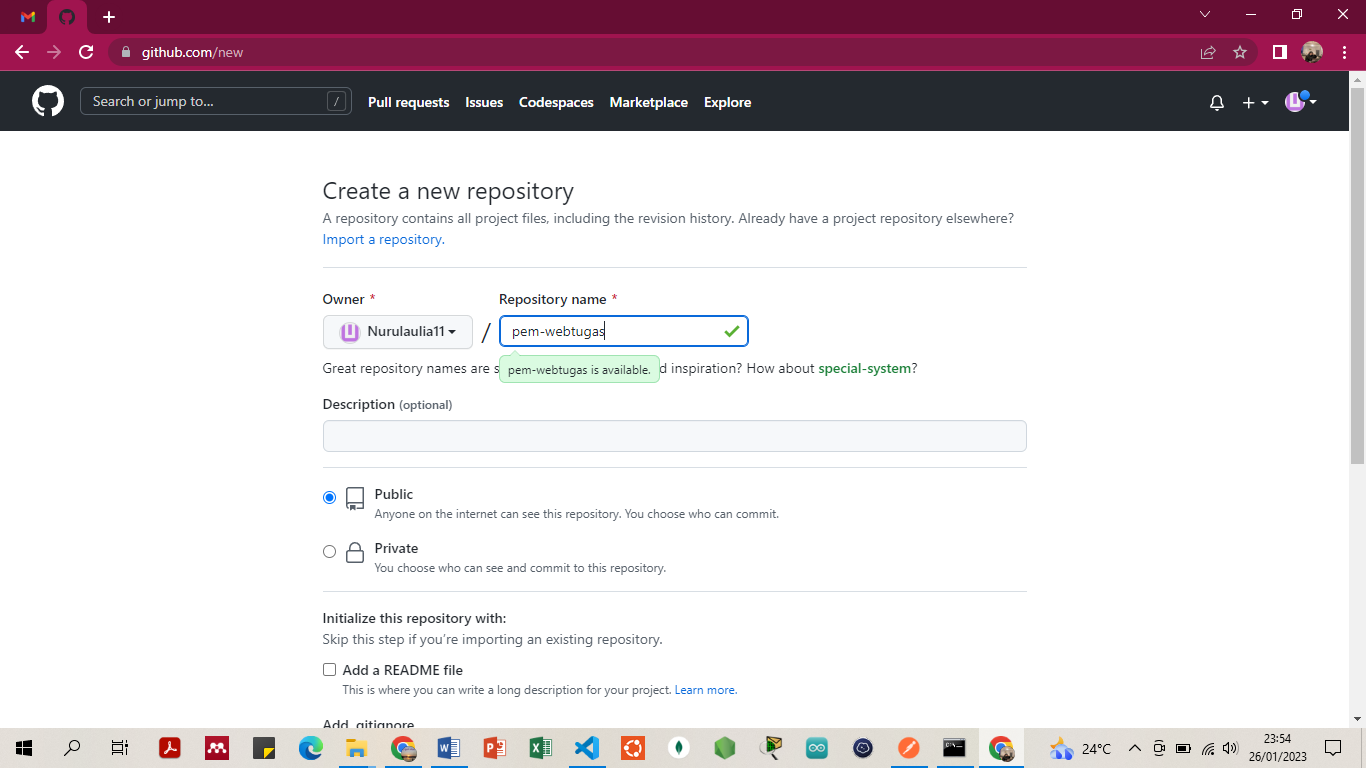 github.com/new
Search or jump to...
/
Pull requests
Issues
Codespaces
Marketplace
Explore
Create a new repository
A repository contains all project files, including the revision history. Already have a project repository elsewhere?
Import a repository.
Owner *
Repository name *
Nurulaulia11
/
pem-webtugas
Great repository names are s
pem-webtugas is available.
d inspiration? How about special-system?
Description (optional)
Public
Anyone on the internet can see this repository. You choose who can commit.
Private
You choose who can see and commit to this repository.
Initialize this repository with:
Skip this step if you're importing an existing repository.
Add a README file
This is where you can write a long description for your project. Learn more.
Add .gitignore
24°C
23:54
26/01/2023